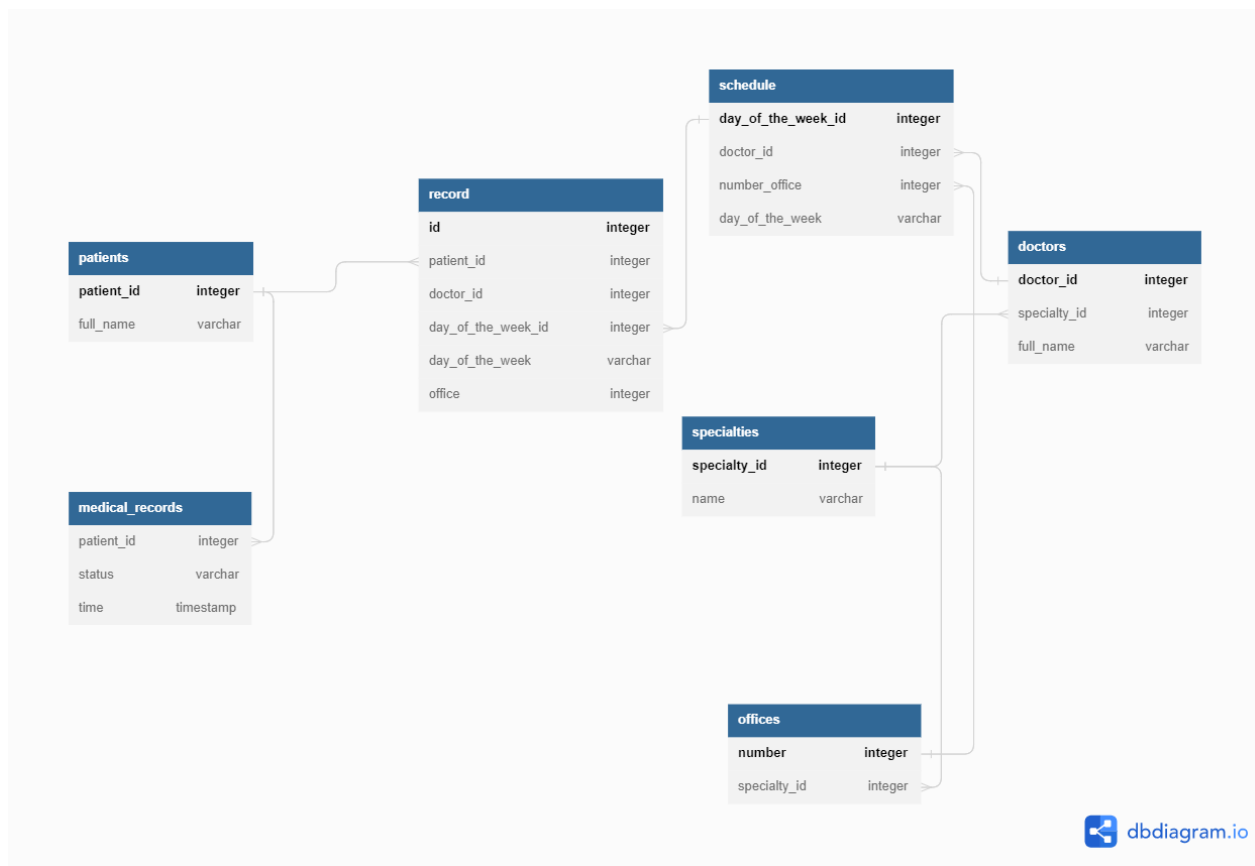 schedule
day_of_the_week_id integer
doctor_id integer
number_office integer
day_of_the_week varchar
record
id integer
patient_id integer
doctor_id integer
day_of_the_week_id integer
day_of_the_week varchar
office integer
patients
patient_id integer
full_name varchar
doctors
doctor_id integer
specialty_id integer
full_name varchar
specialties
specialty_id integer
name varchar
medical_records
patient_id integer
status varchar
time timestamp
offices
number integer
specialty_id integer
dbdiagram.io